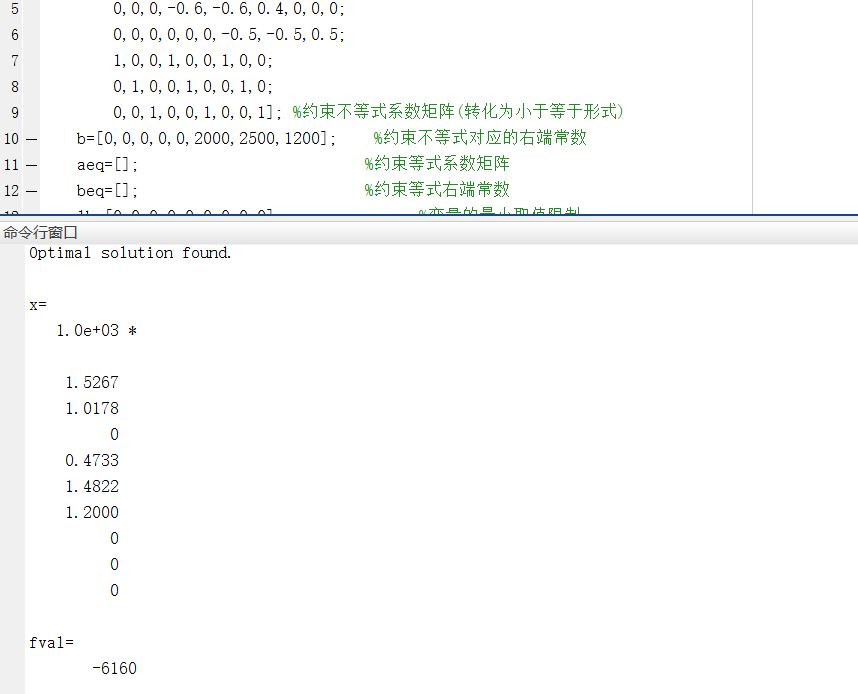 5 0,0,0,-0.6,-0.6,0.4,0,0,0;
6 0,0,0,0,0,0,-0.5,-0.5,0.5;
7 1,0,0,1,0,0,1,0,0;
8 0,1,0,0,1,0,0,1,0;
9 0,0,1,0,0,1,0,0,1]; %约束不等式系数矩阵(转化为小于等于形式)
10 — b=[0,0,0,0,0,2000,2500,1200]; %约束不等式对应的右端常数
11 — aeq=[]; %约束等式系数矩阵
12 — beq=[]; %约束等式右端常数
命令行窗口
Optimal solution found.
x=
1.0e+03 *
1.5267
1.0178
0
0.4733
1.4822
1.2000
0
0
0
fval=
-6160